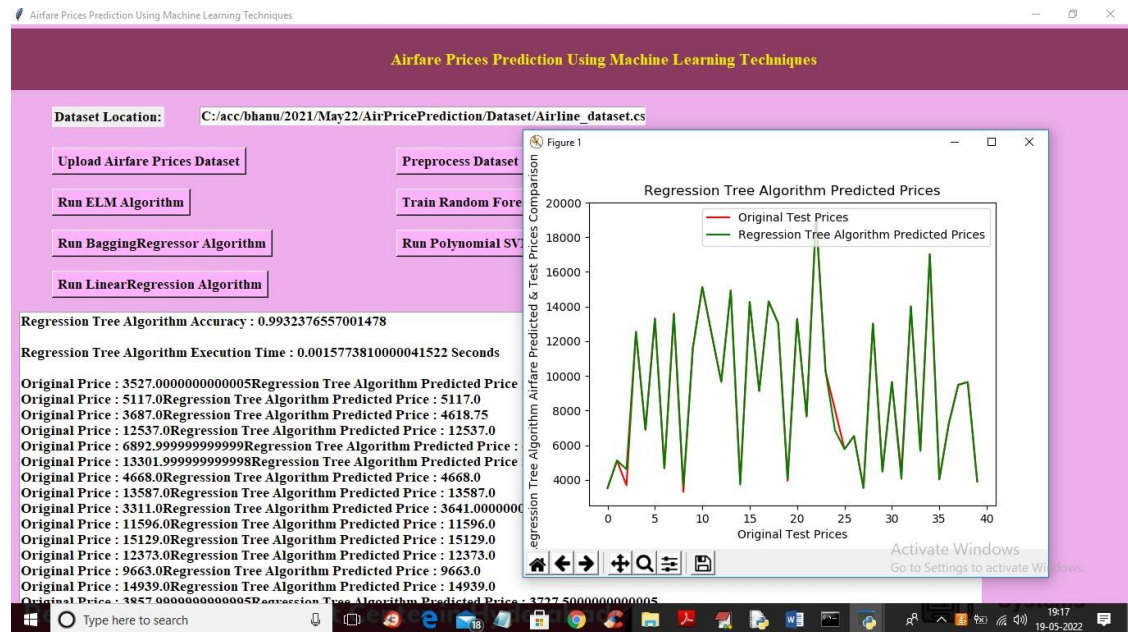 Airfare Prices Prediction Using Machine Learning Techniques
Airfare Prices Prediction Using Machine Learning Techniques
Dataset Location:
C:/acc/bhanu/2021/May22/AirPricePrediction/Dataset/Airline_dataset.cs
Upload Airfare Prices Dataset
Preprocess Dataset
Run ELM Algorithm
Train Random Fore
Run BaggingRegressor Algorithm
Run Polynomial SV
Run LinearRegression Algorithm
Regression Tree Algorithm Accuracy : 0.9932376557001478
Regression Tree Algorithm Execution Time : 0.0015773810000041522 Seconds
Original Price : 3527.0000000000005Regression Tree Algorithm Predicted Price
Original Price : 5117.0Regression Tree Algorithm Predicted Price : 5117.0
Original Price : 3687.0Regression Tree Algorithm Predicted Price : 4618.75
Original Price : 12537.0Regression Tree Algorithm Predicted Price : 12537.0
Original Price : 6892.999999999999Regression Tree Algorithm Predicted Price :
Original Price : 13301.999999999998Regression Tree Algorithm Predicted Price
Original Price : 4668.0Regression Tree Algorithm Predicted Price : 4668.0
Original Price : 13587.0Regression Tree Algorithm Predicted Price : 13587.0
Original Price : 3311.0Regression Tree Algorithm Predicted Price : 3641.0000000
Original Price : 11596.0Regression Tree Algorithm Predicted Price : 11596.0
Original Price : 15129.0Regression Tree Algorithm Predicted Price : 15129.0
Original Price : 12373.0Regression Tree Algorithm Predicted Price : 12373.0
Original Price : 9663.0Regression Tree Algorithm Predicted Price : 9663.0
Original Price : 14939.0Regression Tree Algorithm Predicted Price : 14939.0
Original Price : 3857.999999999995Regression Tree Algorithm Predicted Price : 3727.5000000000005
Figure 1
Regression Tree Algorithm Predicted Prices
Original Test Prices
Regression Tree Algorithm Predicted Prices
egression Tree Algorithm Airfare Predicted & Test Prices Comparison
20000
18000
16000
14000
12000
10000
8000
6000
4000
0 5 10 15 20 25 30 35 40
Original Test Prices
Activate Windows
Go to Settings to activate Windows.
Type here to search
18
19:17
19-05-2022